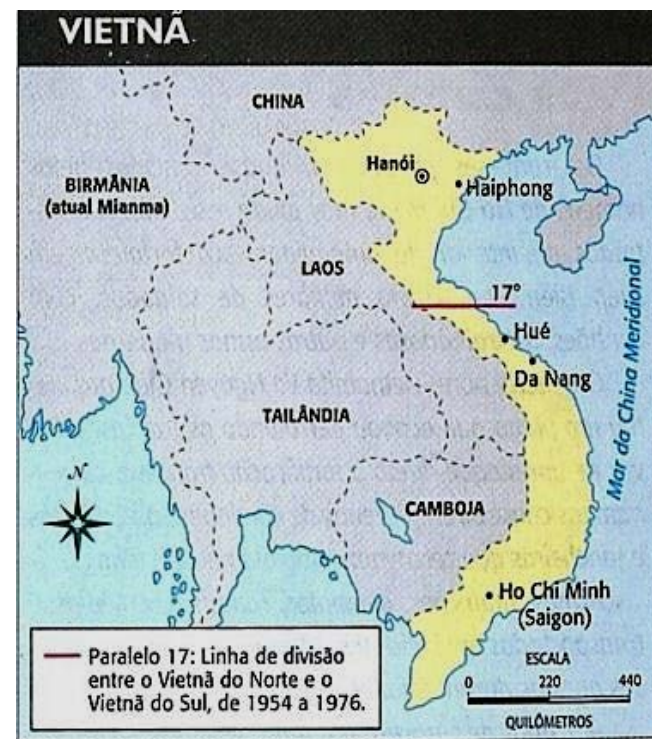 VIETNÃ
CHINA
Hanói
Haiphong
BIRMÂNIA
(atual Mianma)
LAOS
17°
Hué
Da Nang
TAILÂNDIA
Mar da China Meridional
N
CAMBOJA
Ho Chi Minh
(Saigon)
Paralelo 17: Linha de divisão
entre o Vietnã do Norte e o
Vietnã do Sul, de 1954 a 1976.
ESCALA
0 220 440
QUILÔMETROS